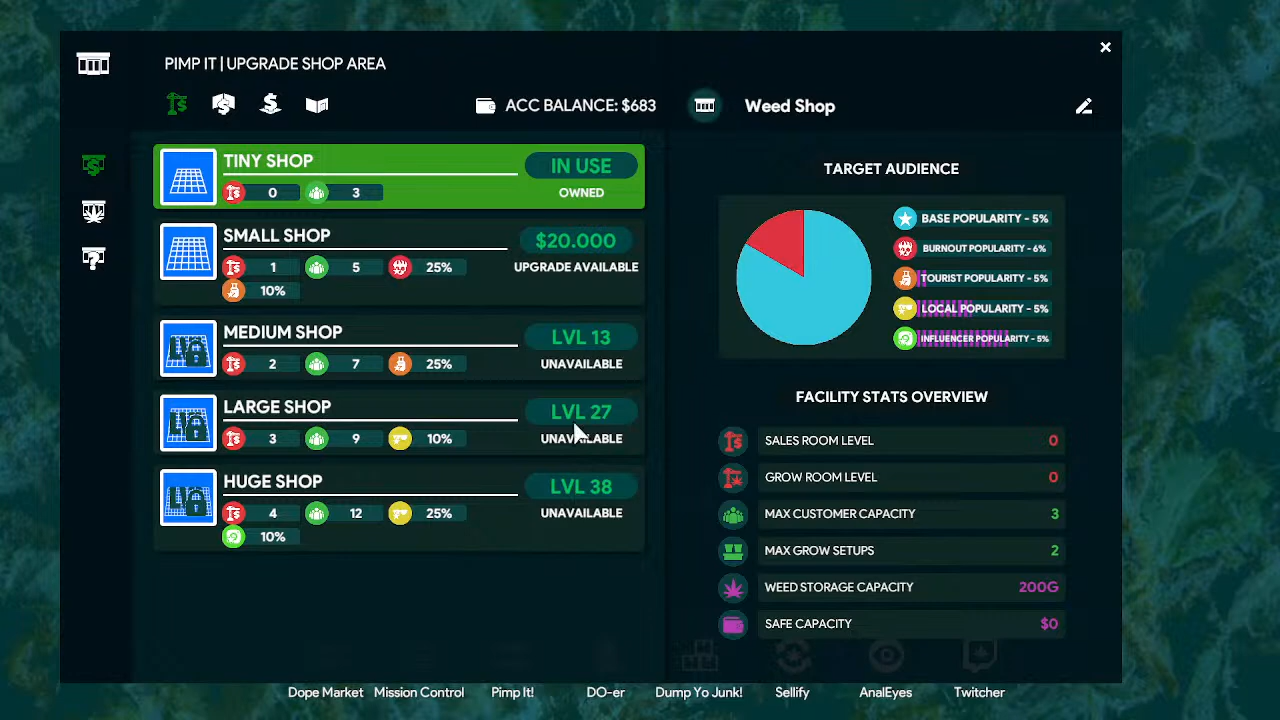 PIMP IT | UPGRADE SHOP AREA
ACC BALANCE: $683
Weed Shop
TINY SHOP
IN USE
0 3
OWNED
SMALL SHOP
$20.000
1 5 25%
UPGRADE AVAILABLE
10%
MEDIUM SHOP
LVL 13
2 7 25%
UNAVAILABLE
LARGE SHOP
LVL 27
3 9 10%
UNAVAILABLE
HUGE SHOP
LVL 38
4 12 25%
UNAVAILABLE
10%
TARGET AUDIENCE
BASE POPULARITY - 5%
BURNOUT POPULARITY - 6%
TOURIST POPULARITY - 5%
LOCAL POPULARITY - 5%
INFLUENCER POPULARITY - 5%
FACILITY STATS OVERVIEW
SALES ROOM LEVEL 0
GROW ROOM LEVEL 0
MAX CUSTOMER CAPACITY 3
MAX GROW SETUPS 2
WEED STORAGE CAPACITY 200G
SAFE CAPACITY $0
Dope Market Mission Control Pimp It! DO-er Dump Yo Junk! Sellify AnalEyes Twitcher